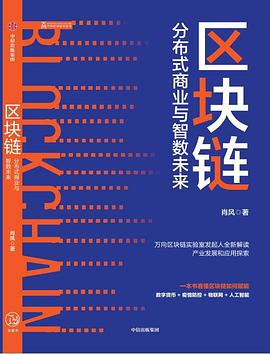 中信出版集团
区块链
分布式商业与
智数未来
肖风 著
BLOCKCHAIN
区块链
分布式商业与智数未来
肖风 著
万向区块链实验室发起人全新解读
产业发展和应用探索
一本书看懂区块链如何赋能
数字货币 + 疫情防控 + 物联网 + 人工智能
中信出版集团